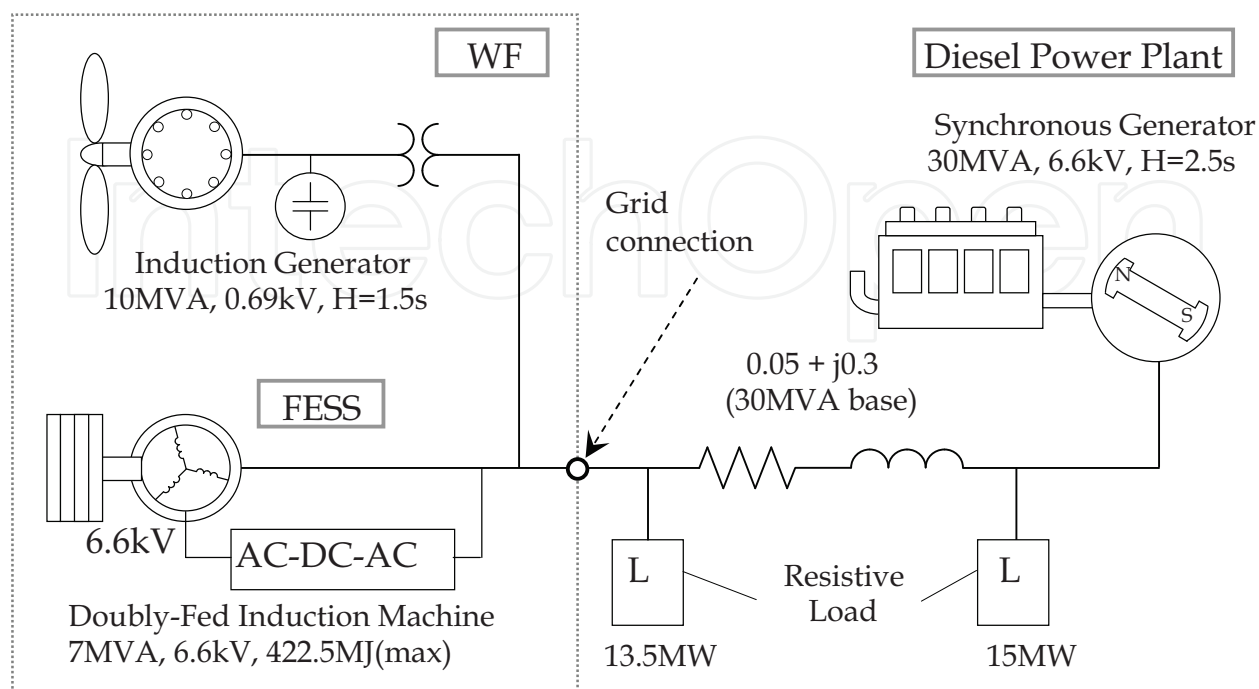 WF
Diesel Power Plant
Synchronous Generator
30MVA, 6.6kV, H=2.5s
Induction Generator
10MVA, 0.69kV, H=1.5s
Grid
connection
N
S
0.05 + j0.3
(30MVA base)
FESS
6.6kV
AC-DC-AC
Doubly-Fed Induction Machine
7MVA, 6.6kV, 422.5MJ(max)
L
Resistive
Load
L
13.5MW
15MW
IntechOpen